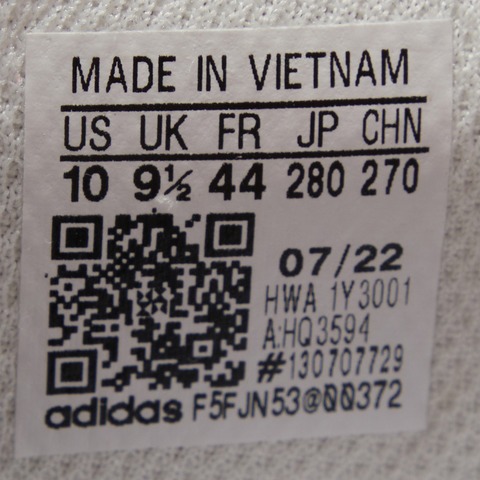 MADE IN VIETNAM
US UK FR JP CHN
10 9½ 44 280 270
07/22
HWA 1Y3001
A:HQ3594
#130707729
adidas F5FJN53@00372